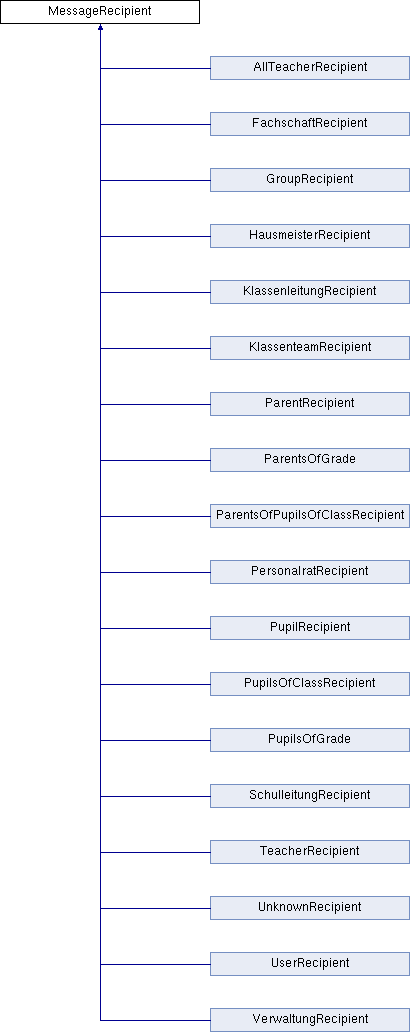 MessageRecipient
AllTeacherRecipient
FachschaftRecipient
GroupRecipient
HausmeisterRecipient
KlassenleitungRecipient
KlassenteamRecipient
ParentRecipient
ParentsOfGrade
ParentsOfPupilsOfClassRecipient
PersonalratRecipient
PupilRecipient
PupilsOfClassRecipient
PupilsOfGrade
SchulleitungRecipient
TeacherRecipient
UnknownRecipient
UserRecipient
VerwaltungRecipient